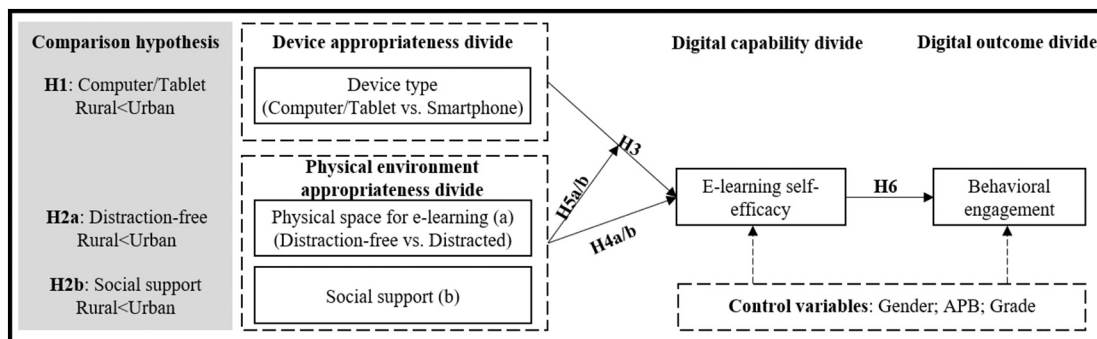 Comparison hypothesis
H1: Computer/Tablet
Rural<Urban
H2a: Distraction-free
Rural<Urban
H2b: Social support
Rural<Urban
Device appropriateness divide
Device type
(Computer/Tablet vs. Smartphone)
Physical environment
appropriateness divide
Physical space for e-learning (a)
(Distraction-free vs. Distracted)
Social support (b)
H3
H5a/b
H4a/b
Digital capability divide
E-learning self-
efficacy
H6
Digital outcome divide
Behavioral
engagement
Control variables: Gender; APB; Grade